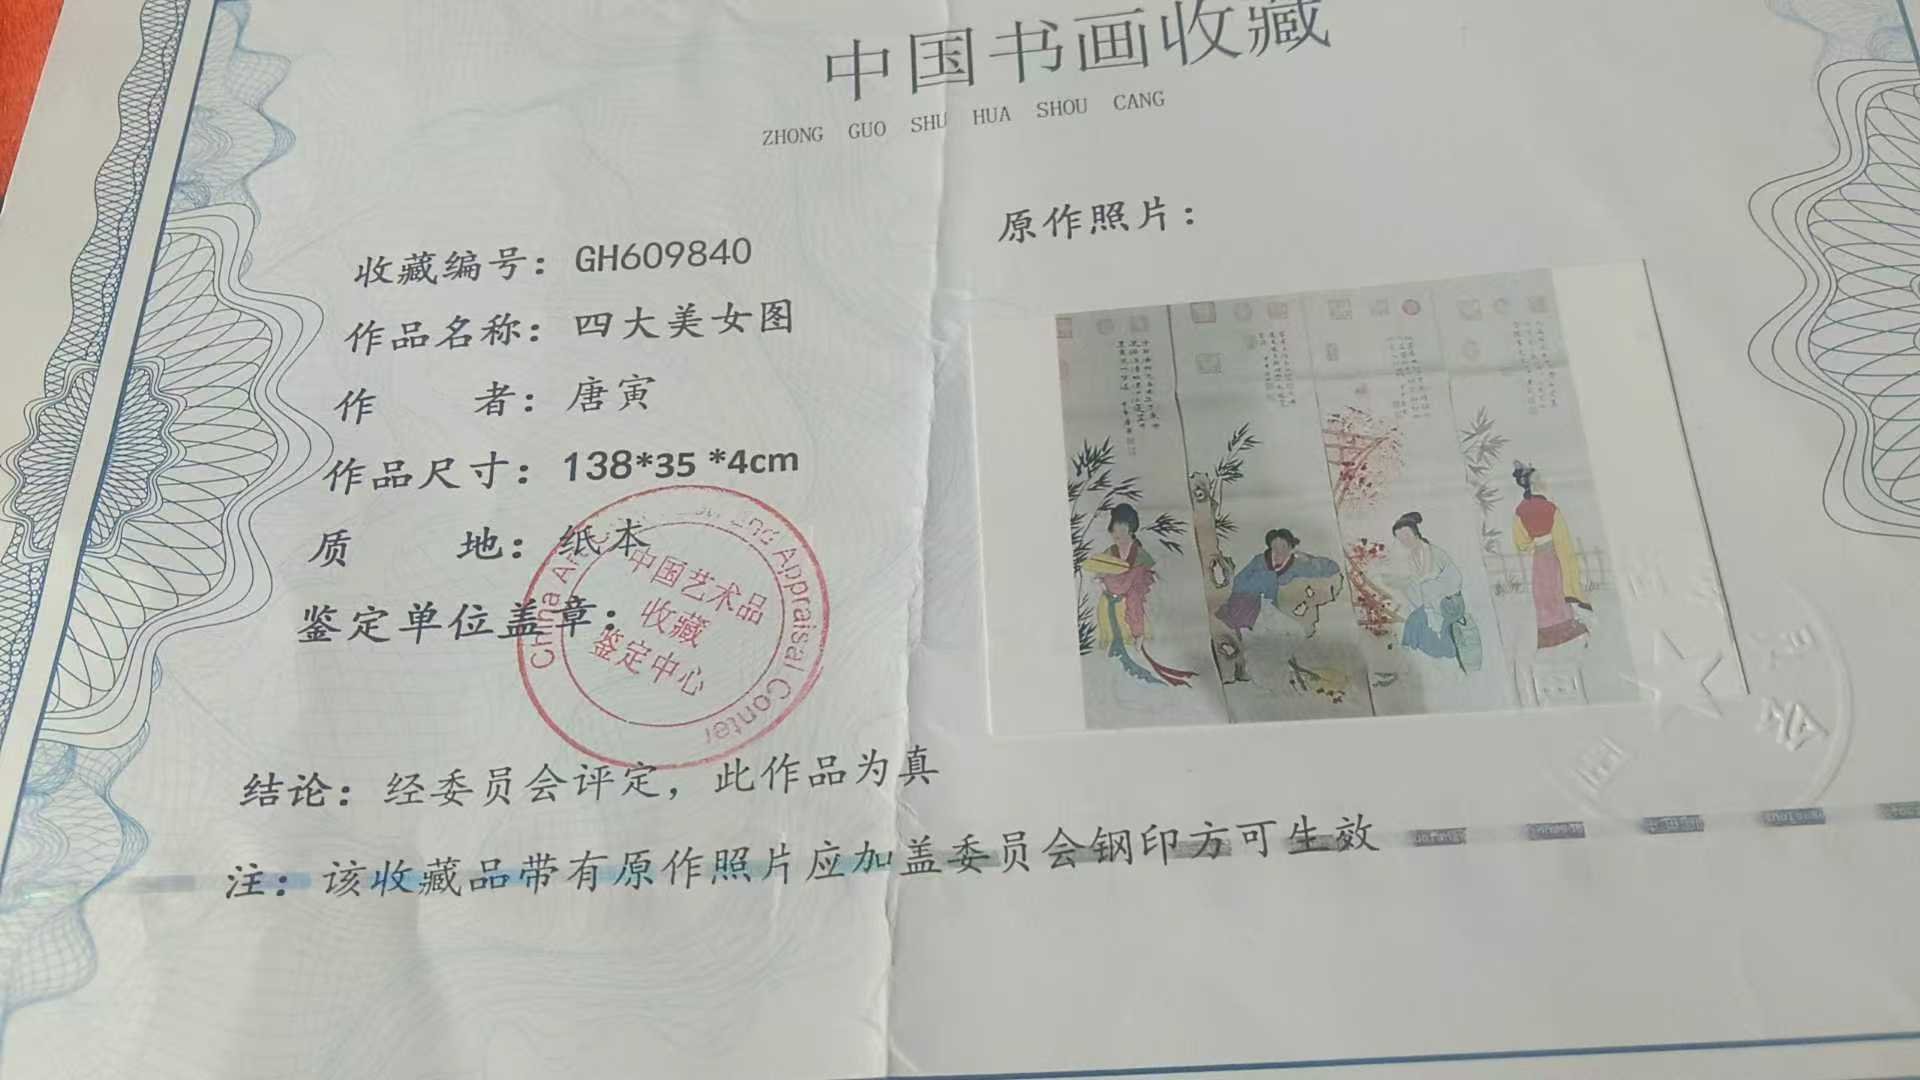 中国书画收藏
ZHONG GUO SHU HUA SHOU CANG
收藏编号：GH609840
作品名称：四大美女图
作 者：唐寅
作品尺寸：138*35 *4cm
质 地：纸本
鉴定单位盖章：
China
Appraisal Conter
中国艺术品
收藏
鉴定中心
原作照片：
结论：经委员会评定，此作品为真
注：该收藏品带有原作照片应加盖委员会钢印方可生效